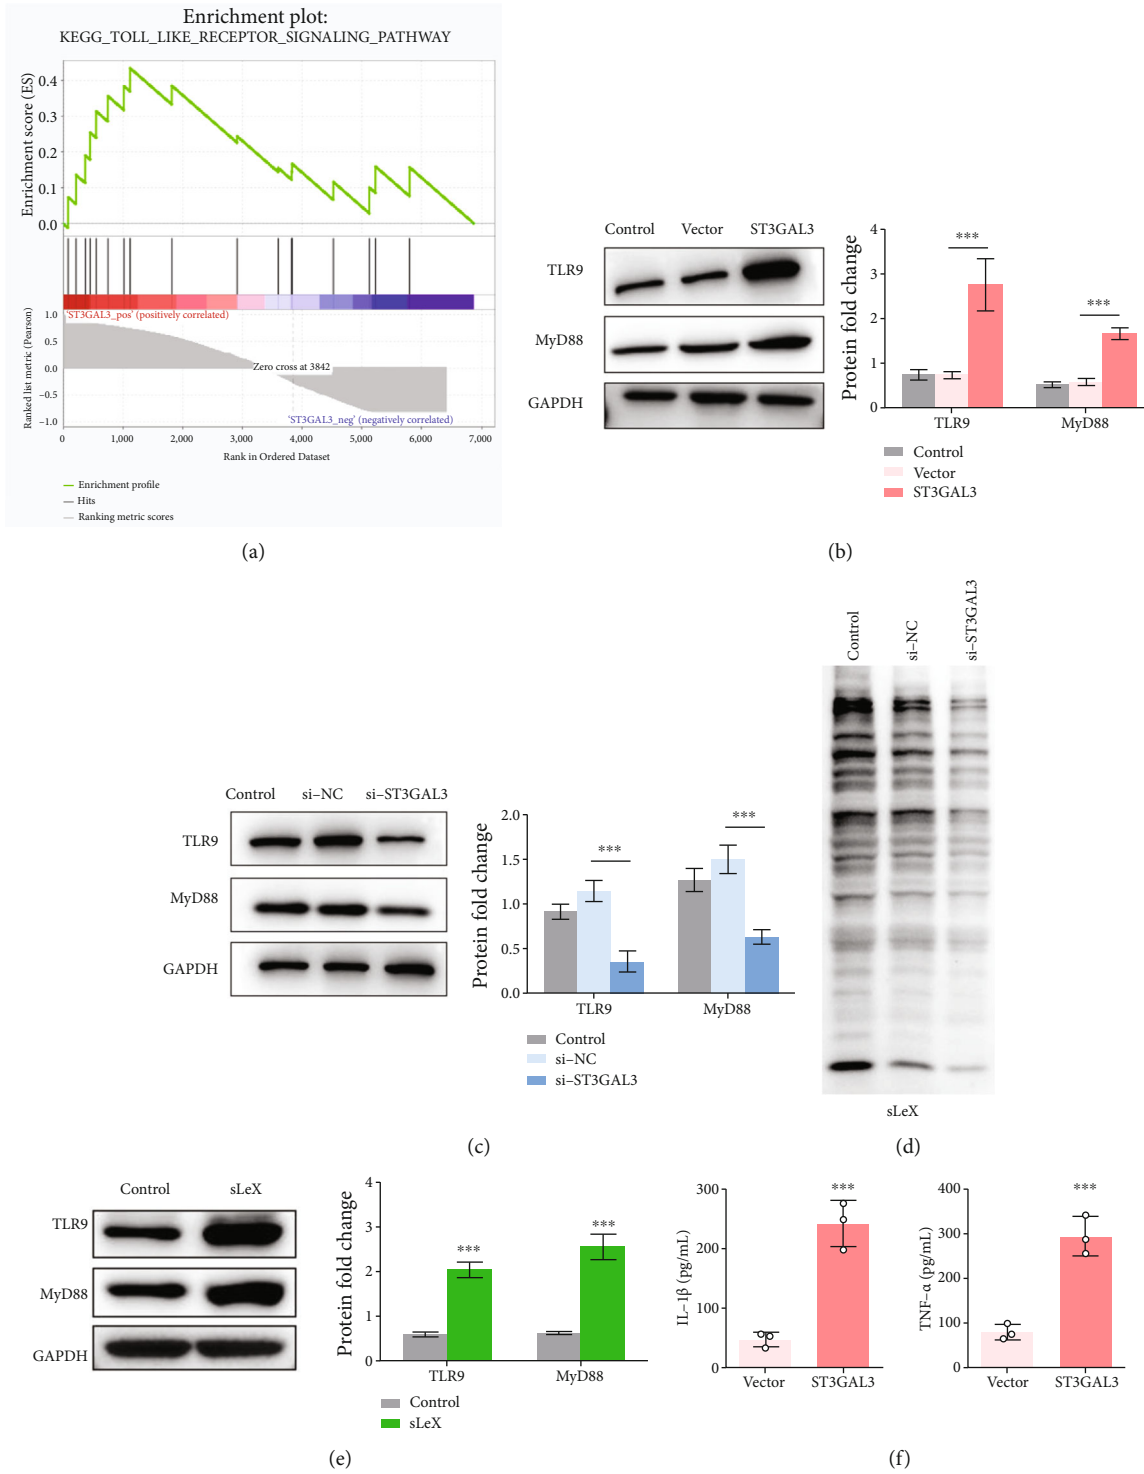 Enrichment plot:
KEGG_TOLL_LIKE_RECEPTOR_SIGNALING_PATHWAY
Enrichment score (ES)
0.4
0.3
0.2
0.1
0.0
'ST3GAL3_pos' (positively correlated)
Ranked list metric (Pearson)
1.0
0.5
0.0
−0.5
−1.0
Zero cross at 3842
'ST3GAL3_neg' (negatively correlated)
0 1,000 2,000 3,000 4,000 5,000 6,000 7,000
Rank in Ordered Dataset
Enrichment profile
Hits
Ranking metric scores
(a)
Control Vector ST3GAL3
TLR9
MyD88
GAPDH
Protein fold change
4
3
2
1
0
***
***
TLR9 MyD88
Control
Vector
ST3GAL3
(b)
Control si–NC si–ST3GAL3
TLR9
MyD88
GAPDH
Protein fold change
2.0
1.5
1.0
0.5
0.0
***
***
TLR9 MyD88
Control
si–NC
si–ST3GAL3
(c)
Control
si–NC
si–ST3GAL3
sLeX
(d)
Control sLeX
TLR9
MyD88
GAPDH
Protein fold change
4
3
2
1
0
***
***
TLR9 MyD88
Control
sLeX
(e)
IL–1β (pg/mL)
300
200
100
0
***
Vector ST3GAL3
TNF–α (pg/mL)
400
300
200
100
0
***
Vector ST3GAL3
(f)